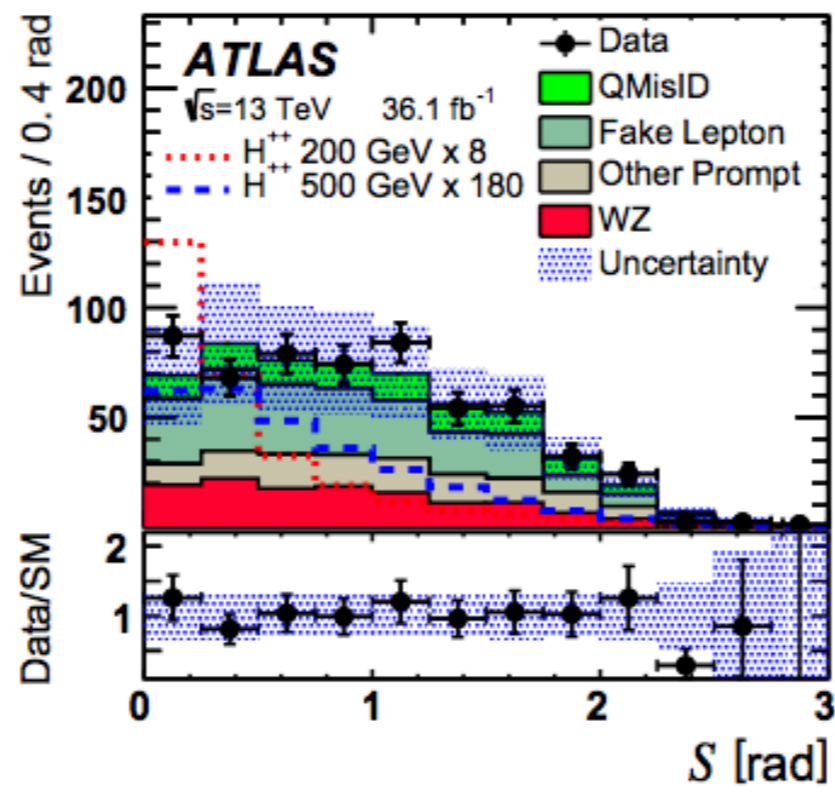 Events / 0.4 rad
ATLAS
√s=13 TeV 36.1 fb⁻¹
H⁺⁺ 200 GeV x 8
H⁺⁺ 500 GeV x 180
Data
QMisID
Fake Lepton
Other Prompt
WZ
Uncertainty
200
150
100
50
Data/SM
2
1
0 1 2 3
S [rad]